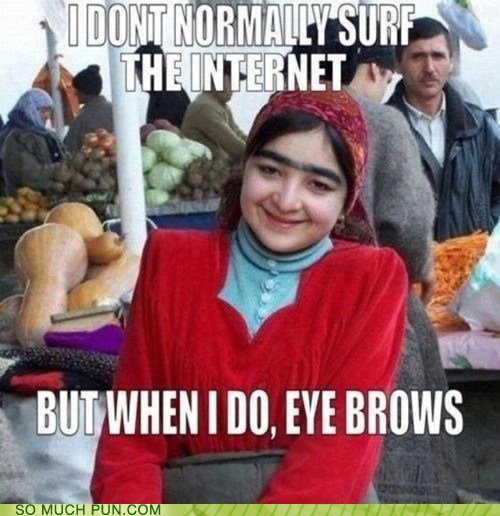 I DONT NORMALLY SURF
THE INTERNET
BUT WHEN I DO, EYE BROWS
SO MUCH PUN.COM